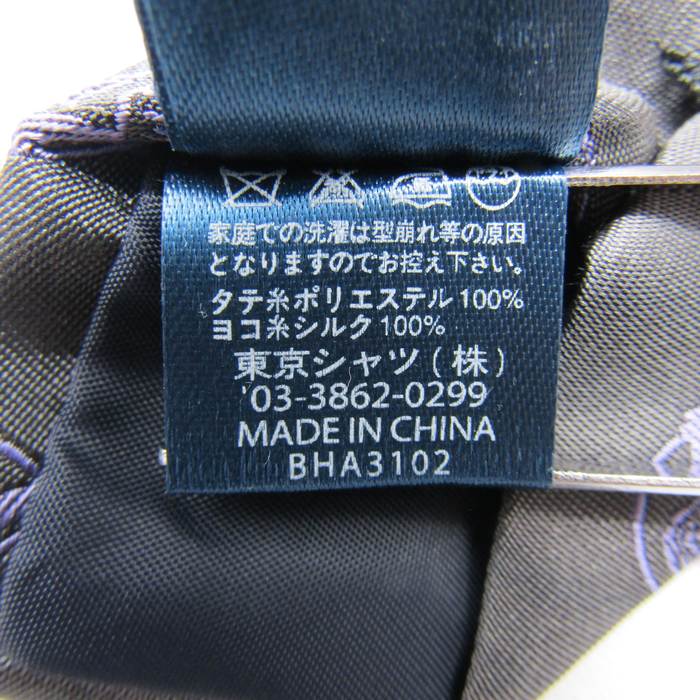 家庭での洗濯は型崩れ等の原因
となりますのでお控え下さい。
タテ糸ポリエステル100%
ヨコ糸シルク100%
東京シャツ(株)
'03-3862-0299
MADE IN CHINA
BHA3102